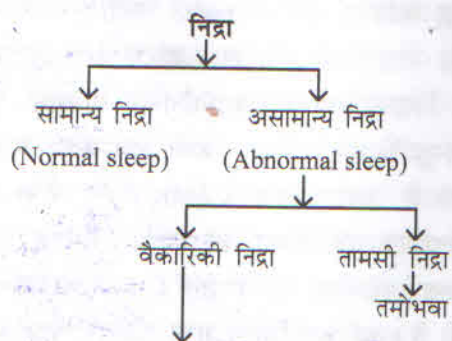 निद्रा
सामान्य निद्रा असामान्य निद्रा
(Normal sleep) (Abnormal sleep)
वैकारिकी निद्रा तामसी निद्रा
तमोभवा